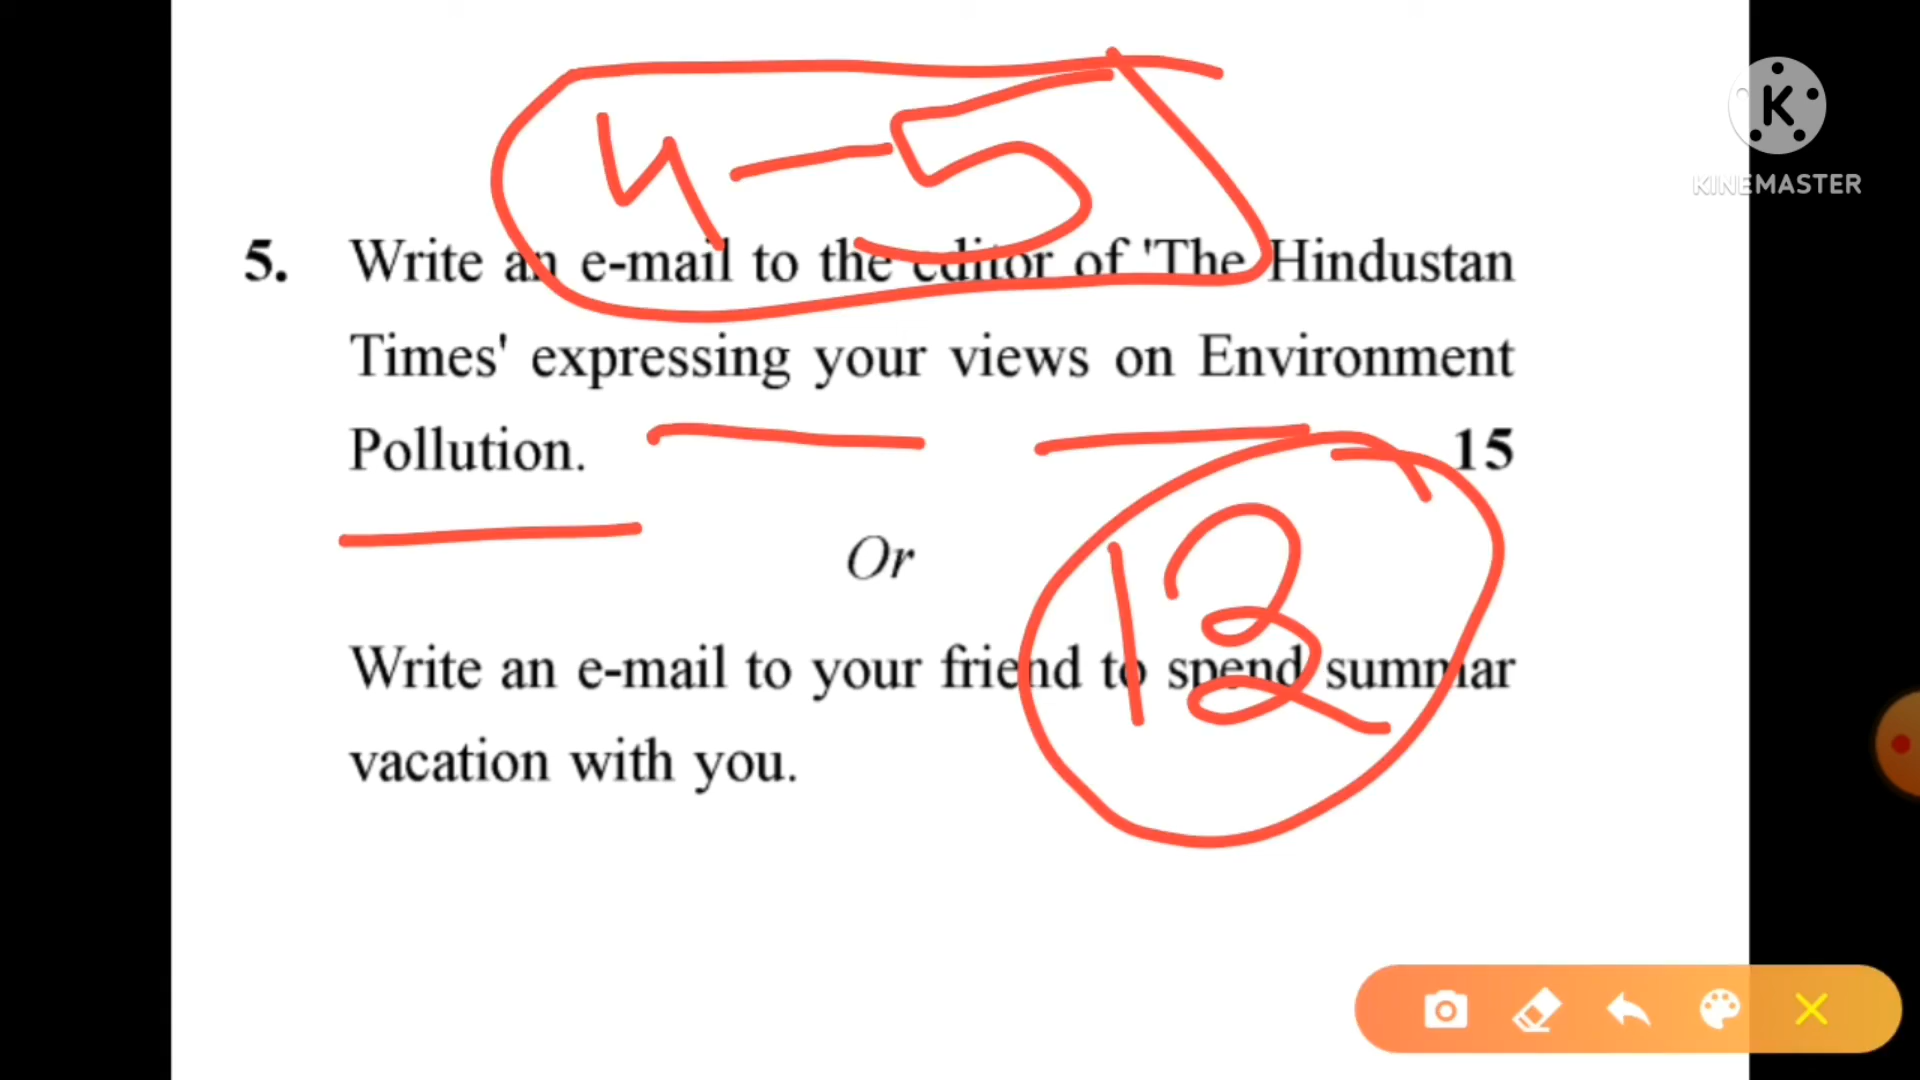 4-5
K
KINEMASTER
5. Write an e-mail to the editor of 'The Hindustan
Times' expressing your views on Environment
Pollution. 15
Or
Write an e-mail to your friend to spend summar
vacation with you.